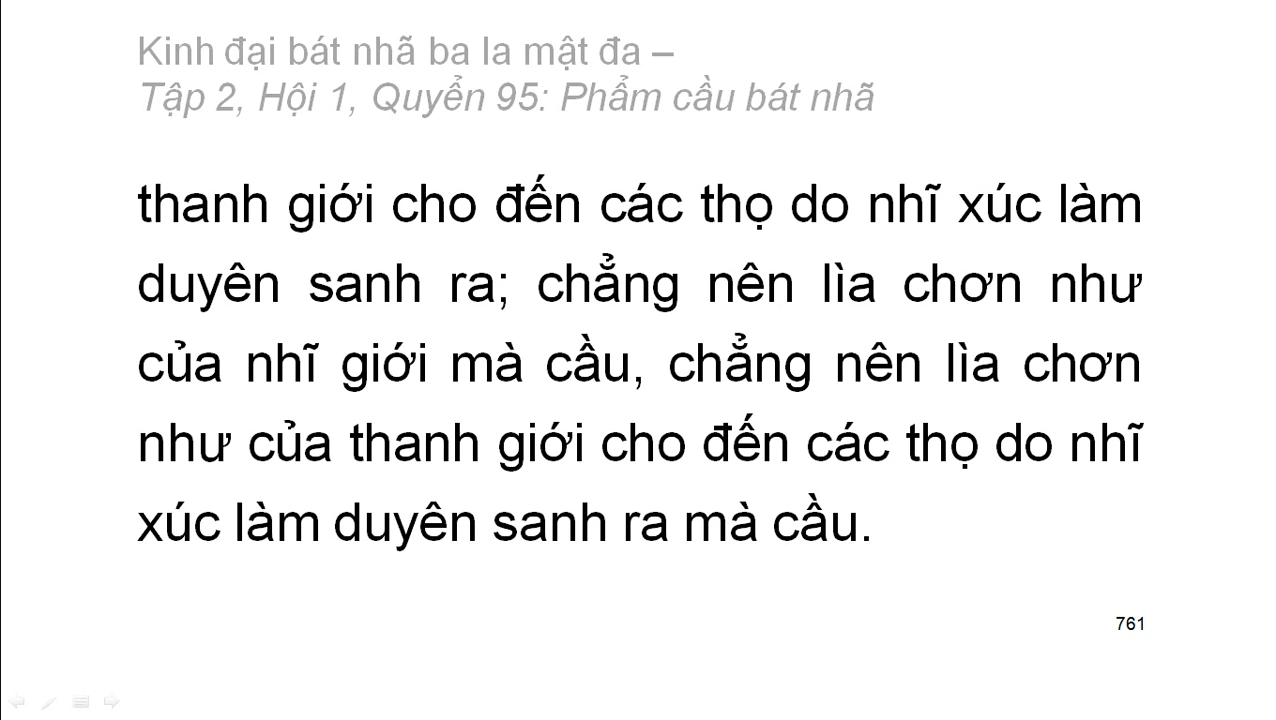 Kinh đại bát nhã ba la mật đa –
Tập 2, Hội 1, Quyển 95: Phẩm cầu bát nhã
thanh giới cho đến các thọ do nhĩ xúc làm
duyên sanh ra; chẳng nên lìa chơn như
của nhĩ giới mà cầu, chẳng nên lìa chơn
như của thanh giới cho đến các thọ do nhĩ
xúc làm duyên sanh ra mà cầu.
761